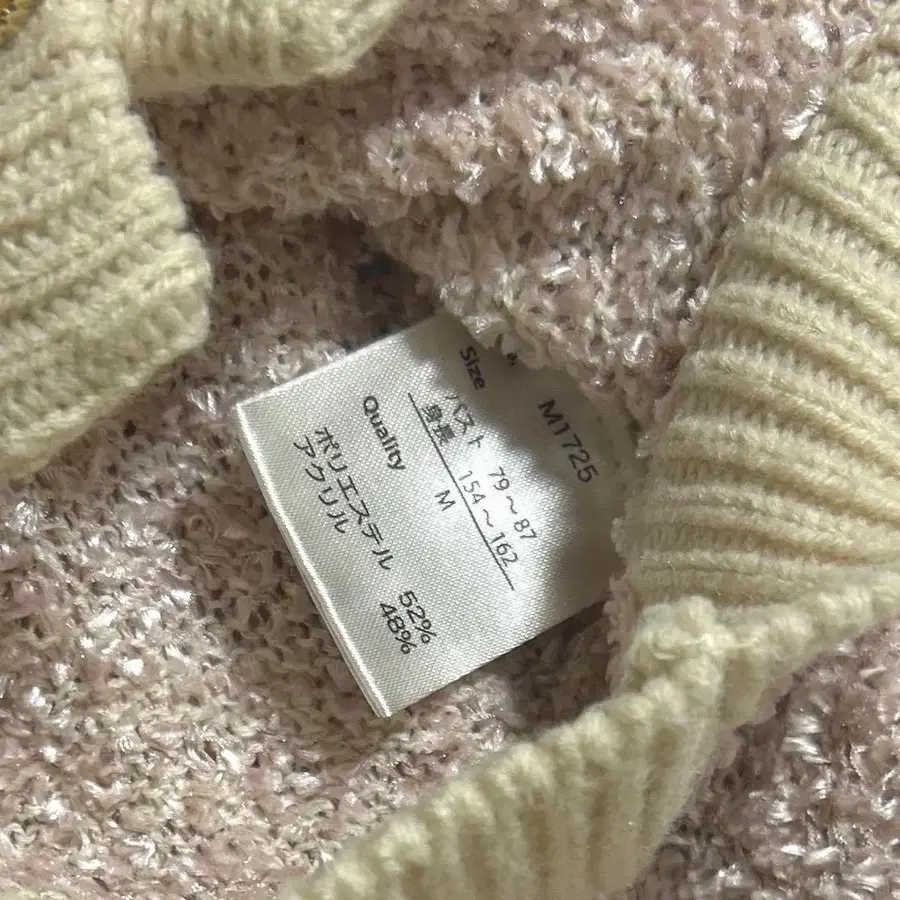 M1725
Size
バスト 79～87
身長 154～162
M
Quality
ポリエステル 52%
アクリル 48%